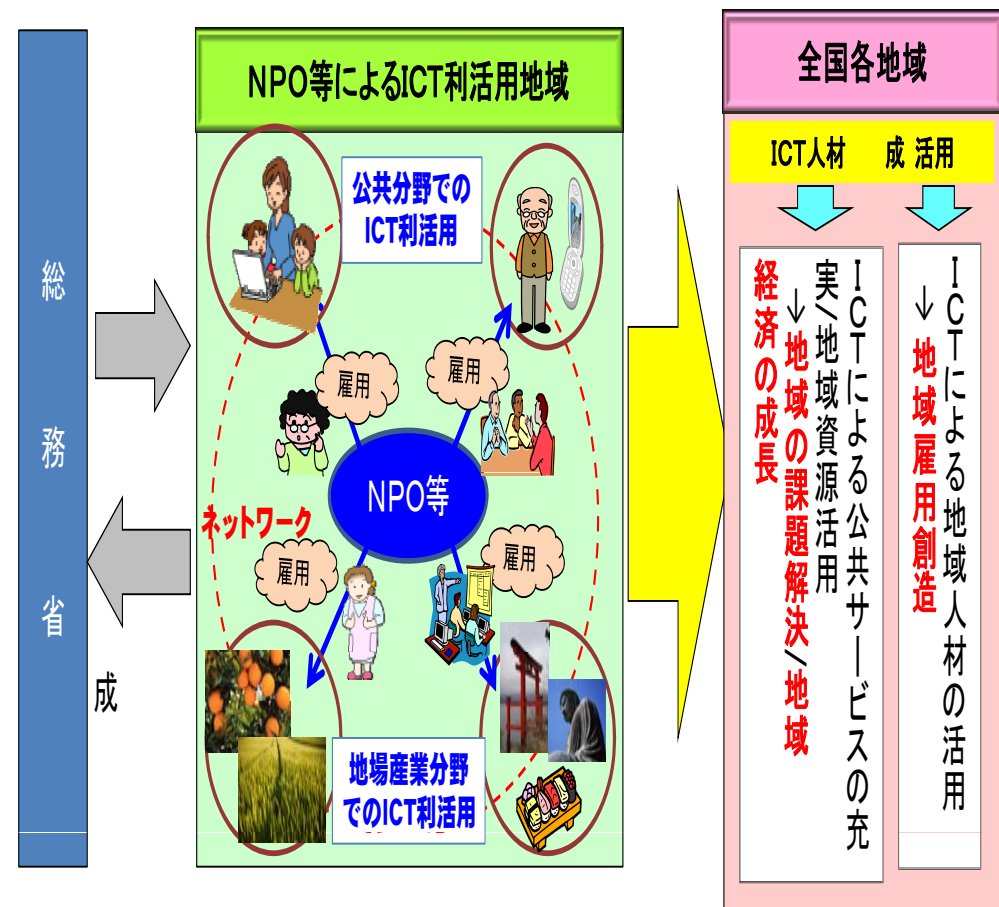 総務省
成
NPO等によるICT利活用地域
公共分野での
ICT利活用
雇用
雇用
NPO等
ネットワーク
雇用
雇用
地場産業分野
でのICT利活用
全国各地域
ICT人材 成 活用
ICTによる地域人材の活用
→地域雇用創造
ICTによる公共サービスの充
実/地域資源活用
→地域の課題解決/地域
経済の成長